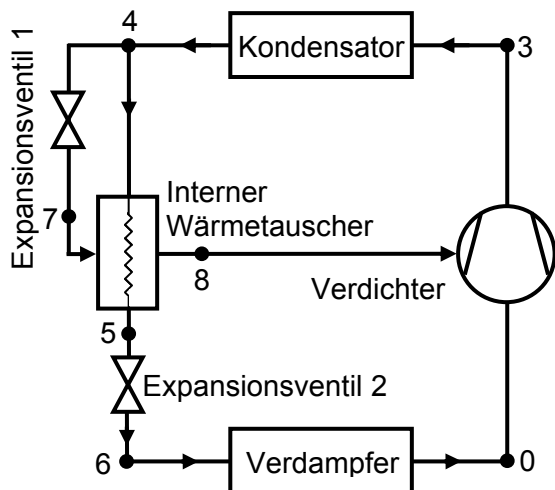 4
Kondensator
3
Expansionsventil 1
7
Interner
Wärmetauscher
8
Verdichter
5
Expansionsventil 2
6
Verdampfer
0